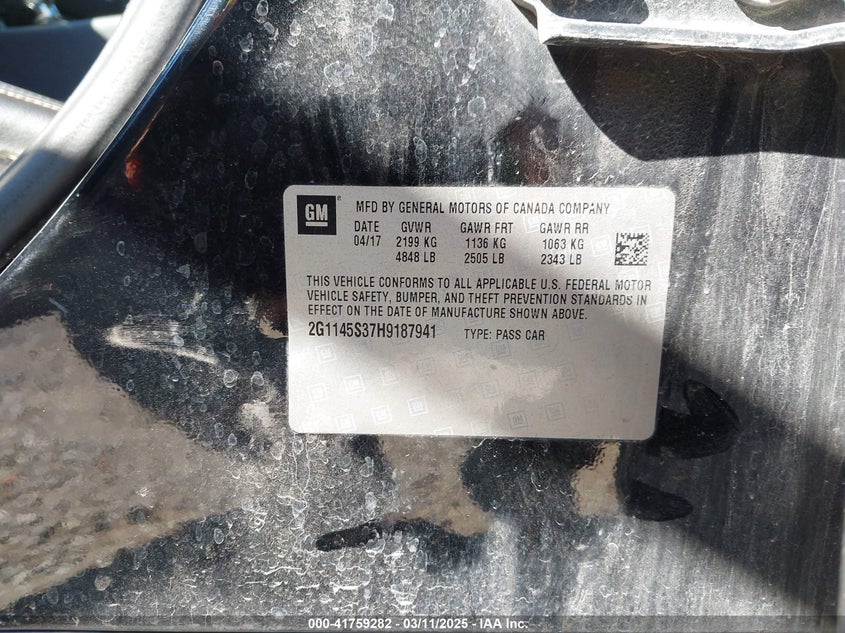 GM
MFD BY GENERAL MOTORS OF CANADA COMPANY
DATE GVWR GAWR FRT GAWR RR
04/17 2199 KG 1136 KG 1063 KG
4848 LB 2505 LB 2343 LB
THIS VEHICLE CONFORMS TO ALL APPLICABLE U.S. FEDERAL MOTOR
VEHICLE SAFETY, BUMPER, AND THEFT PREVENTION STANDARDS IN
EFFECT ON THE DATE OF MANUFACTURE SHOWN ABOVE.
2G1145S37H9187941 TYPE: PASS CAR
000-41759282 - 03/11/2025 - IAA Inc.